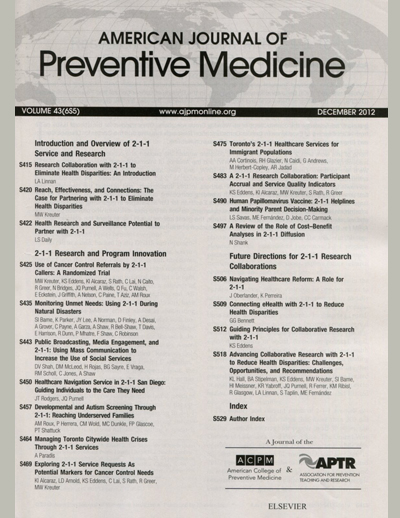 AMERICAN JOURNAL OF
Preventive Medicine
VOLUME 43(6S5)
www.ajpmonline.org
DECEMBER 2012
Introduction and Overview of 2-1-1
Service and Research
S415 Research Collaboration with 2-1-1 to
Eliminate Health Disparities: An Introduction
LA Linnan
S420 Reach, Effectiveness, and Connections: The
Case for Partnering with 2-1-1 to Eliminate
Health Disparities
MW Kreuter
S422 Health Research and Surveillance Potential to
Partner with 2-1-1
LS Daily
2-1-1 Research and Program Innovation
S425 Use of Cancer Control Referrals by 2-1-1
Callers: A Randomized Trial
MW Kreuter, KS Eddens, KI Alcaraz, S Rath, C Lai, N Caito,
R Greer, N Bridges, JQ Purnell, A Wells, Q Fu, C Walsh,
E Eckstein, J Griffith, A Nelson, C Paine, T Aziz, AM Roux
S435 Monitoring Unmet Needs: Using 2-1-1 During
Natural Disasters
SI Bame, K Parker, JY Lee, A Norman, D Finley, A Desai,
A Grover, C Payne, A Garza, A Shaw, R Bell-Shaw, T Davis,
E Harrison, R Dunn, P Mhatre, F Shaw, C Robinson
S443 Public Broadcasting, Media Engagement, and
2-1-1: Using Mass Communication to
Increase the Use of Social Services
DV Shah, DM McLeod, H Rojas, BG Sayre, E Vraga,
RM Scholl, C Jones, A Shaw
S450 Healthcare Navigation Service in 2-1-1 San Diego:
Guiding Individuals to the Care They Need
JT Rodgers, JQ Purnell
S457 Developmental and Autism Screening Through
2-1-1: Reaching Underserved Families
AM Roux, P Herrera, CM Wold, MC Dunkle, FP Glascoe,
PT Shattuck
S464 Managing Toronto Citywide Health Crises
Through 2-1-1 Services
A Paradis
S469 Exploring 2-1-1 Service Requests As
Potential Markers for Cancer Control Needs
KI Alcaraz, LD Arnold, KS Eddens, C Lai, S Rath, R Greer,
MW Kreuter
S475 Toronto's 2-1-1 Healthcare Services for
Immigrant Populations
AA Cortinois, RH Glazier, N Caidi, G Andrews,
M Herbert-Copley, AR Jadad
S483 A 2-1-1 Research Collaboration: Participant
Accrual and Service Quality Indicators
KS Eddens, KI Alcaraz, MW Kreuter, S Rath, R Greer
S490 Human Papillomavirus Vaccine: 2-1-1 Helplines
and Minority Parent Decision-Making
LS Savas, ME Fernández, D Jobe, CC Carmack
S497 A Review of the Role of Cost–Benefit
Analyses in 2-1-1 Diffusion
N Shank
Future Directions for 2-1-1 Research
Collaborations
S506 Navigating Healthcare Reform: A Role for
2-1-1
J Oberlander, K Perreira
S509 Connecting eHealth with 2-1-1 to Reduce
Health Disparities
GG Bennett
S512 Guiding Principles for Collaborative Research
with 2-1-1
KS Eddens
S518 Advancing Collaborative Research with 2-1-1
to Reduce Health Disparities: Challenges,
Opportunities, and Recommendations
KL Hall, BA Stipelman, KS Eddens, MW Kreuter, SI Bame,
HI Meissner, KR Yabroff, JQ Purnell, R Ferrer, KM Ribisl,
R Glasgow, LA Linnan, S Taplin, ME Fernández
Index
S529 Author Index
A Journal of the
ACPM
American College of
Preventive Medicine
&
APTR
ASSOCIATION FOR PREVENTION
TEACHING AND RESEARCH
ELSEVIER